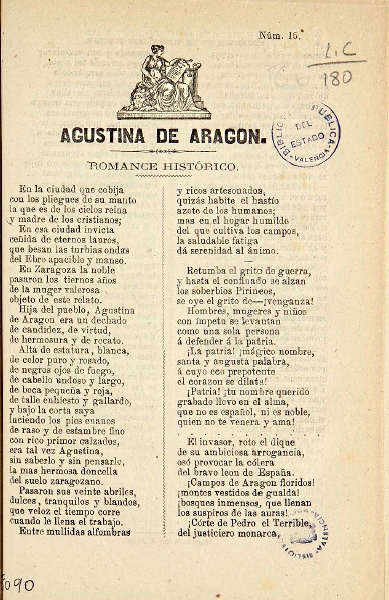 Núm. 15.
L.C
180
BIBLIOTECA PUBLICA
DEL
ESTADO
VALENCIA
AGUSTINA DE ARAGON.
ROMANCE HISTÓRICO.
En la ciudad que cobija
con los pliegues de su manto
la que es de los cielos reina
y madre de los cristianos;
En esa ciudad invicta
ceñida de eternos lauros,
que besan las turbias ondas
del Ebro apacible y manso.
En Zaragoza la noble
pasaron los tiernos años
de la muger valerosa
objeto de este relato.
Hija del pueblo, Agustina
de Aragon era un dechado
de candidez, de virtud,
de hermosura y de recato.
Alta de estatura, blanca,
de color puro y rosado,
de negros ojos de fuego,
de cabello undoso y largo,
de boca pequeña y roja,
de talle enhiesto y gallardo,
y bajo la corta saya
luciendo los pies enanos
de raso y de estambre fino
con rico primor calzados,
era tal vez Agustina,
sin saberlo y sin pensarlo,
la mas hermosa doncella
del suelo zaragozano.
Pasaron sus veinte abriles,
dulces, tranquilos y blandos,
que veloz el tiempo corre
cuando le llena el trabajo.
Entre mullidas alfombras
y ricos artesonados,
quizás habite el hastío
azote de los humanos;
mas en el hogar humilde
del que cultiva los campos,
la saludable fatiga
dá serenidad al ánimo.
Retumba el grito de guerra,
y hasta el confinado se alzan
los soberbios Pirineos,
se oye el grito de—¡venganza!
Hombres, mugeres y niños
con ímpetu se levantan
como una sola persona
á defender á la patria.
¡La patria! ¡mágico nombre,
santa y augusta palabra,
á cuyo eco prepotente
el corazon se dilata!
¡Patria! ¡tu nombre querido
grabado llevo en el alma,
que no es español, ni es noble,
quien no te venera y ama!
El invasor, roto el dique
de su ambiciosa arrogancia,
osó provocar la cólera
del bravo leon de España.
¡Campos de Aragon floridos!
¡montes vestidos de gualda!
¡bosques inmensos, que llenan
los suspiros de las auras!
¡Córte de Pedro el Terrible,
del justiciero monarca,
090